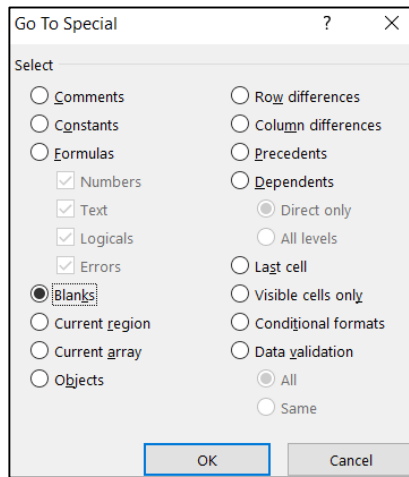 Go To Special ?
Select
Comments
Constants
Formulas
Numbers
Text
Logicals
Errors
Blanks
Current region
Current array
Objects
Row differences
Column differences
Precedents
Dependents
Direct only
All levels
Last cell
Visible cells only
Conditional formats
Data validation
All
Same
OK
Cancel